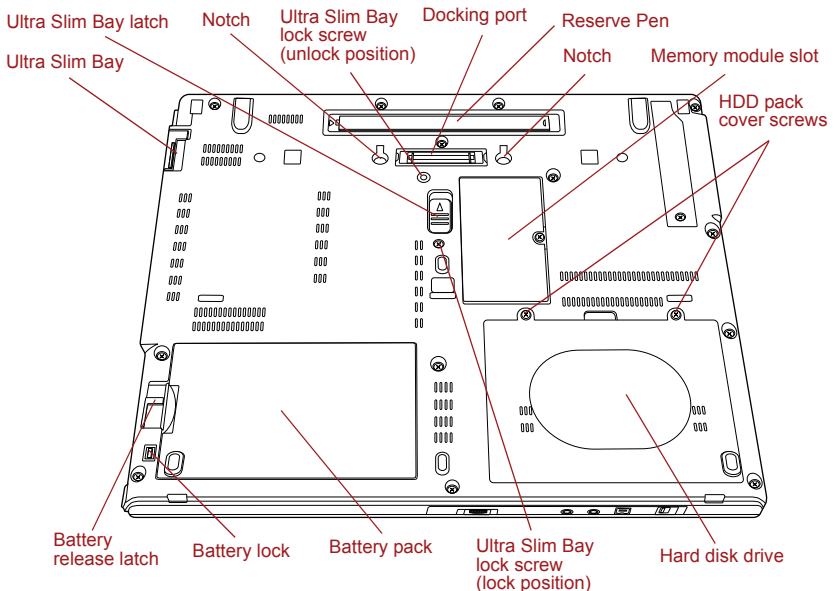 Ultra Slim Bay latch
Notch
Ultra Slim Bay
lock screw
(unlock position)
Docking port
Reserve Pen
Ultra Slim Bay
Notch
Memory module slot
HDD pack
cover screws
Battery
release latch
Battery lock
Battery pack
Ultra Slim Bay
lock screw
(lock position)
Hard disk drive